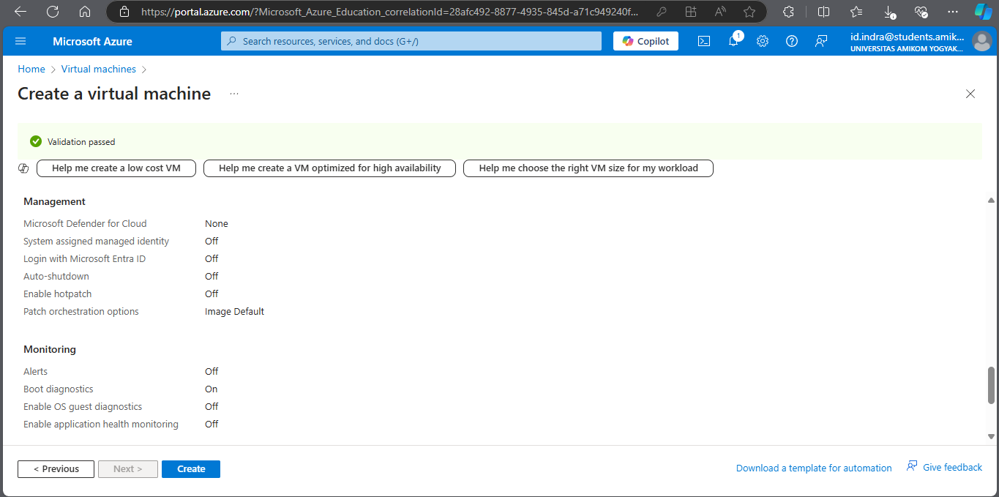 https://portal.azure.com/?Microsoft_Azure_Education_correlationId=28afc492-8877-4935-845d-a71c949240f...
Microsoft Azure
Search resources, services, and docs (G+/)
Copilot
1
id.indra@students.amik...
UNIVERSITAS AMIKOM YOGYAK...
Home > Virtual machines >
Create a virtual machine ...
Validation passed
Help me create a low cost VM
Help me create a VM optimized for high availability
Help me choose the right VM size for my workload
Management
Microsoft Defender for Cloud None
System assigned managed identity Off
Login with Microsoft Entra ID Off
Auto-shutdown Off
Enable hotpatch Off
Patch orchestration options Image Default
Monitoring
Alerts Off
Boot diagnostics On
Enable OS guest diagnostics Off
Enable application health monitoring Off
< Previous
Next >
Create
Download a template for automation
Give feedback